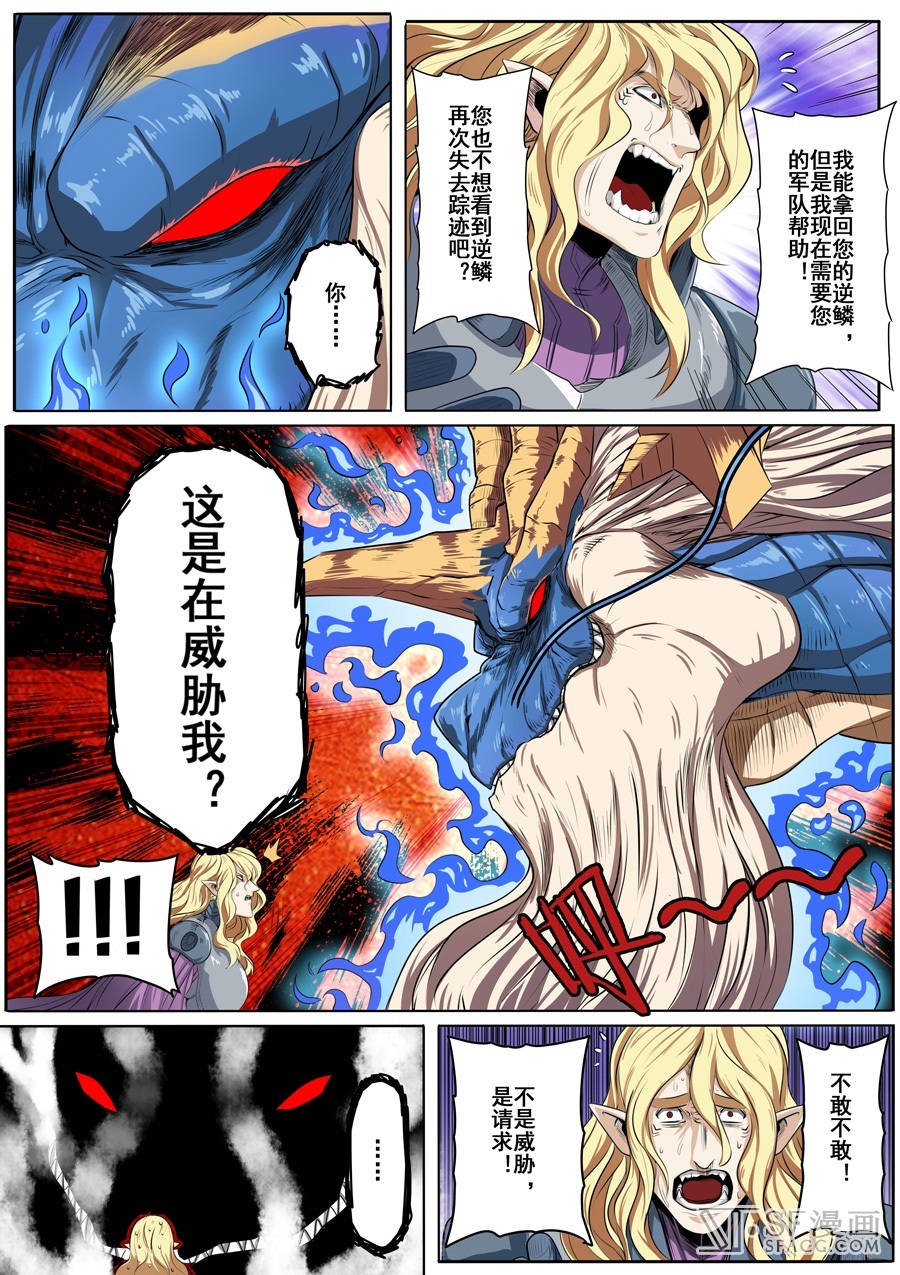 我能拿回您的逆鳞，
但是我现在需要您
的军队帮助！
您也不想看到逆鳞
再次失去踪迹吧？
你……
这是在威胁我？
!!!
呼～～
不敢不敢！
不是威胁，
是请求！
……
SF漫画
SFACG.COM